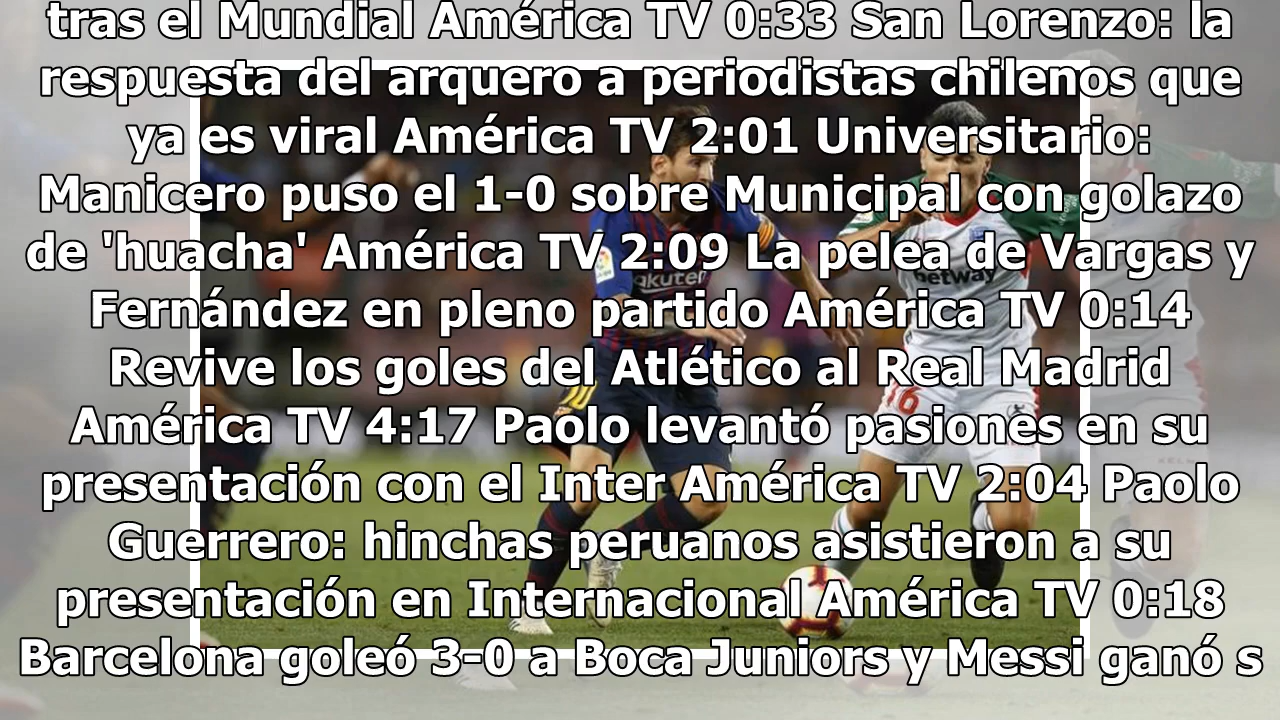 tras el Mundial América TV 0:33 San Lorenzo: la
respuesta del arquero a periodistas chilenos que
ya es viral América TV 2:01 Universitario:
Manicero puso el 1-0 sobre Municipal con golazo
de 'huacha' América TV 2:09 La pelea de Vargas y
Fernández en pleno partido América TV 0:14
Revive los goles del Atlético al Real Madrid
América TV 4:17 Paolo levantó pasiones en su
presentación con el Inter América TV 2:04 Paolo
Guerrero: hinchas peruanos asistieron a su
presentación en Internacional América TV 0:18
Barcelona goleó 3-0 a Boca Juniors y Messi ganó s
Rakuten
betway
10
16